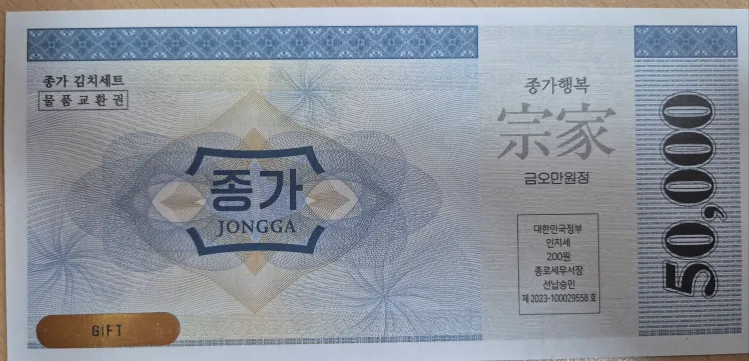 종가 김치세트
물품교환권
종가
JONGGA
GIFT
종가행복
宗家
금오만원정
대한민국정부
인지세
200원
종로세무서장
선납승인
제 2023-100029558 호
50,000